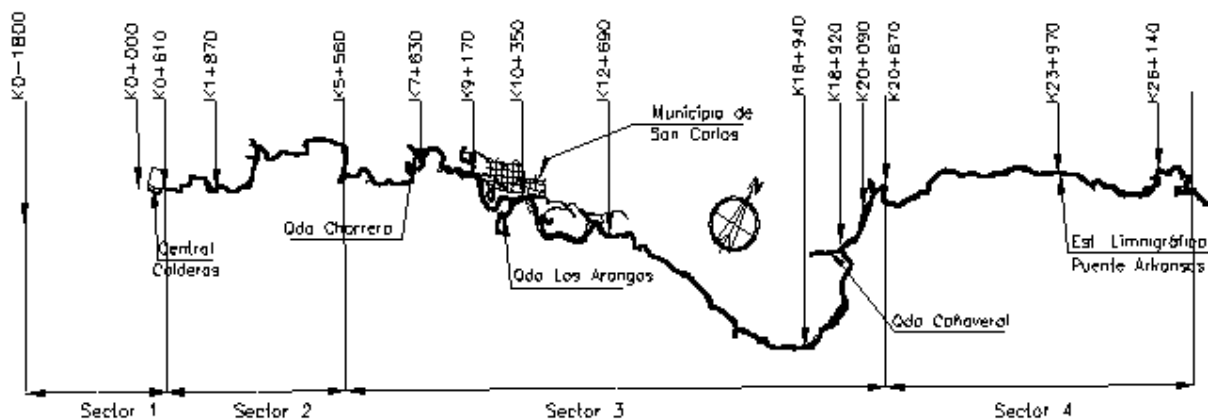 K0-1800
K0+000
K0+610
K1+870
K5+560
K7+630
K9+170
K10+350
K12+690
K18+940
K18+920
K20+090
K20+670
K23+970
K26+140
Municipio de
San Carlos
Central
Calderas
Qda Chorrera
Qda Los Arangos
N
Qda Cañaveral
Est Limnigráfica
Puente Arkansas
Sector 1
Sector 2
Sector 3
Sector 4